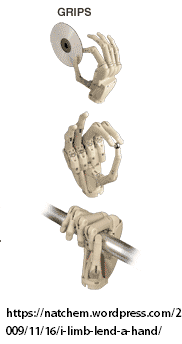 GRIPS
https://natchem.wordpress.com/2
009/11/16/i-limb-lend-a-hand/